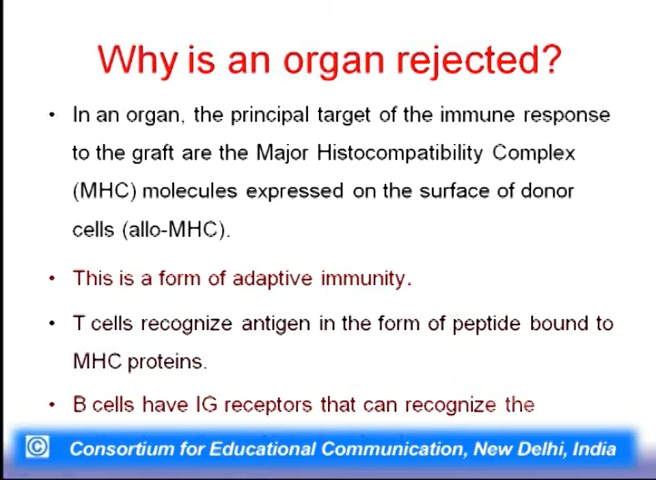 Why is an organ rejected?
• In an organ, the principal target of the immune response
to the graft are the Major Histocompatibility Complex
(MHC) molecules expressed on the surface of donor
cells (allo-MHC).
• This is a form of adaptive immunity.
• T cells recognize antigen in the form of peptide bound to
MHC proteins.
• B cells have IG receptors that can recognize the
© Consortium for Educational Communication, New Delhi, India